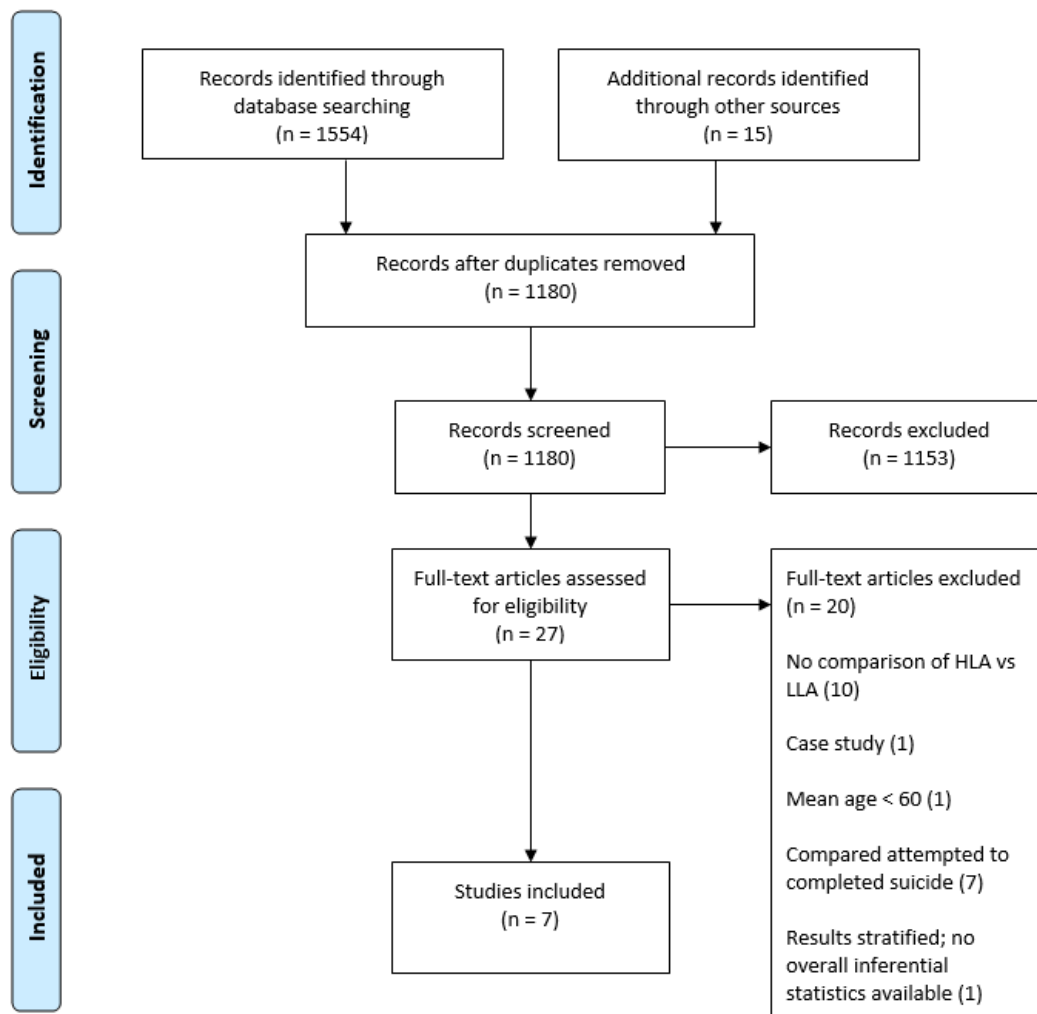 Identification
Records identified through
database searching
(n = 1554)
Additional records identified
through other sources
(n = 15)
Records after duplicates removed
(n = 1180)
Screening
Records screened
(n = 1180)
Records excluded
(n = 1153)
Eligibility
Full-text articles assessed
for eligibility
(n = 27)
Full-text articles excluded
(n = 20)
No comparison of HLA vs
LLA (10)
Case study (1)
Mean age < 60 (1)
Compared attempted to
completed suicide (7)
Results stratified; no
overall inferential
statistics available (1)
Included
Studies included
(n = 7)